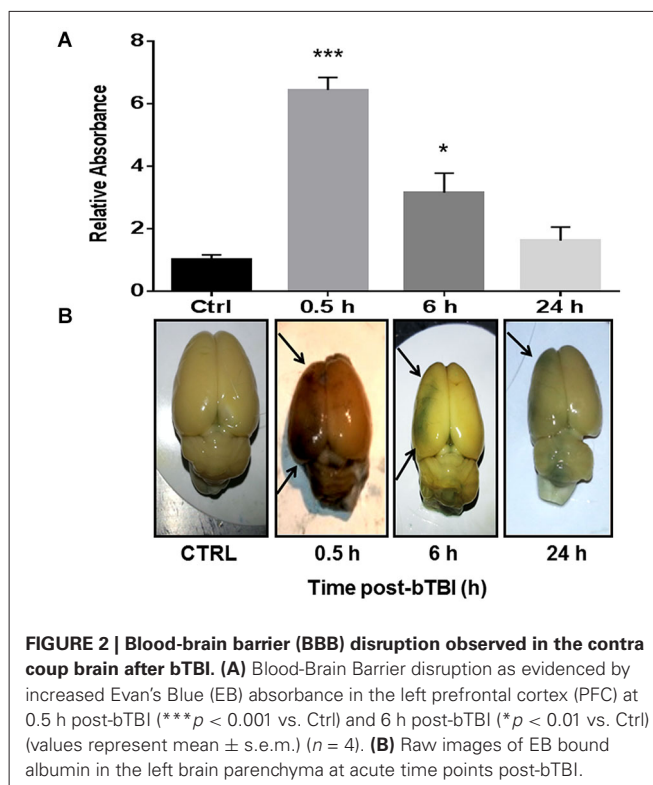 A
Relative Absorbance
8
6
4
2
0
***
*
Ctrl 0.5 h 6 h 24 h
B
CTRL 0.5 h 6 h 24 h
Time post-bTBI (h)
FIGURE 2 | Blood-brain barrier (BBB) disruption observed in the contra
coup brain after bTBI. (A) Blood-Brain Barrier disruption as evidenced by
increased Evan's Blue (EB) absorbance in the left prefrontal cortex (PFC) at
0.5 h post-bTBI (***p < 0.001 vs. Ctrl) and 6 h post-bTBI (*p < 0.01 vs. Ctrl)
(values represent mean ± s.e.m.) (n = 4). (B) Raw images of EB bound
albumin in the left brain parenchyma at acute time points post-bTBI.